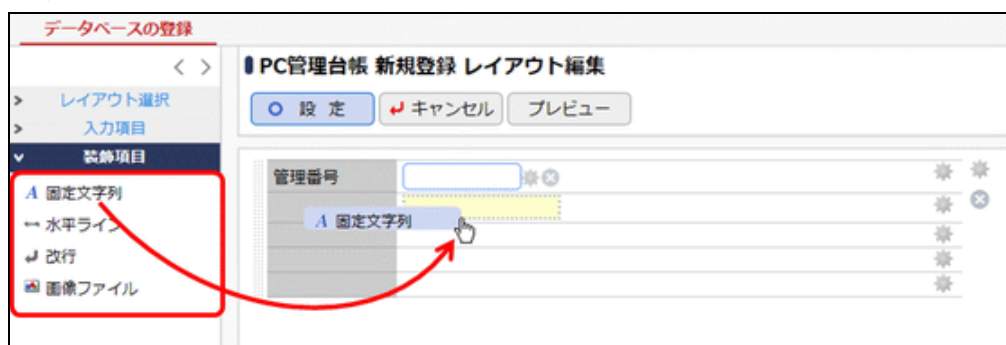 データベースの登録
< >
> レイアウト選択
> 入力項目
v 装飾項目
A 固定文字列
水平ライン
改行
画像ファイル
PC管理台帳 新規登録 レイアウト編集
設 定
キャンセル
プレビュー
管理番号
A 固定文字列